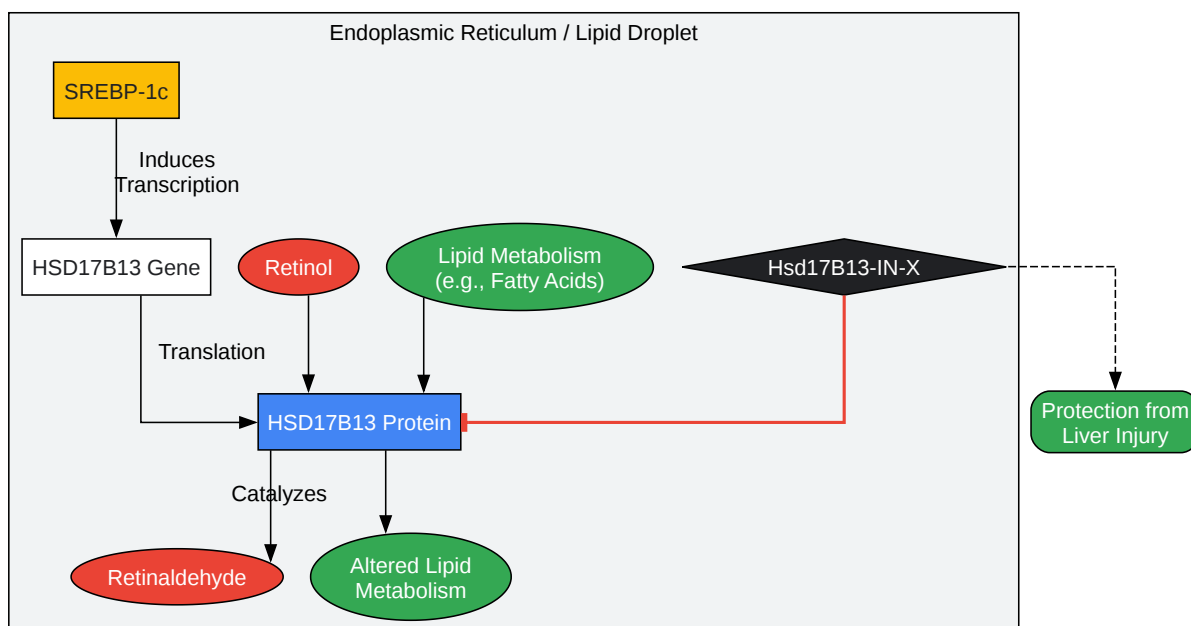 Endoplasmic Reticulum / Lipid Droplet
SREBP-1c
Induces
Transcription
HSD17B13 Gene
Retinol
Lipid Metabolism
(e.g., Fatty Acids)
Hsd17B13-IN-X
Translation
HSD17B13 Protein
Protection from
Liver Injury
Catalyzes
Retinaldehyde
Altered Lipid
Metabolism